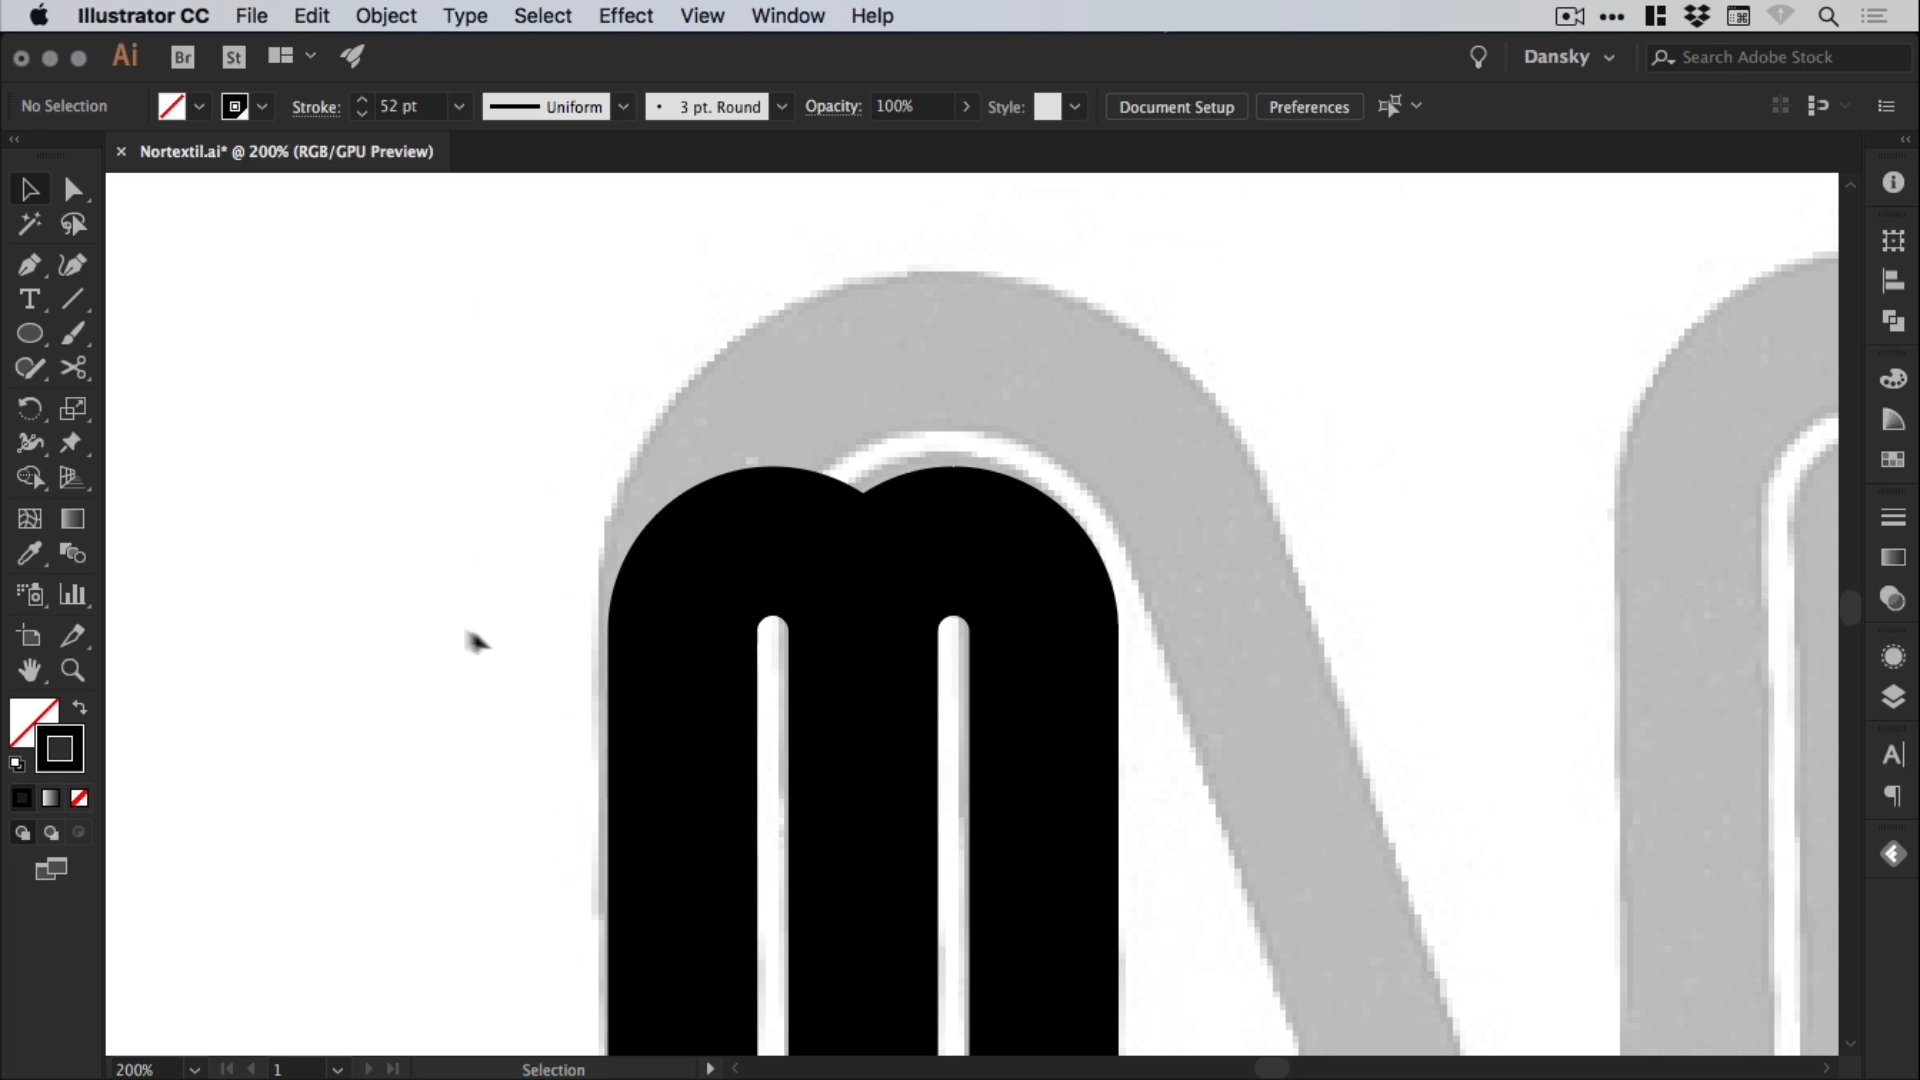 Illustrator CC File Edit Object Type Select Effect View Window Help
Ai Br St Dansky Search Adobe Stock
No Selection Stroke: 52 pt Uniform 3 pt. Round Opacity: 100% Style: Document Setup Preferences
Nortextil.ai* @ 200% (RGB/GPU Preview)
200% 1 Selection